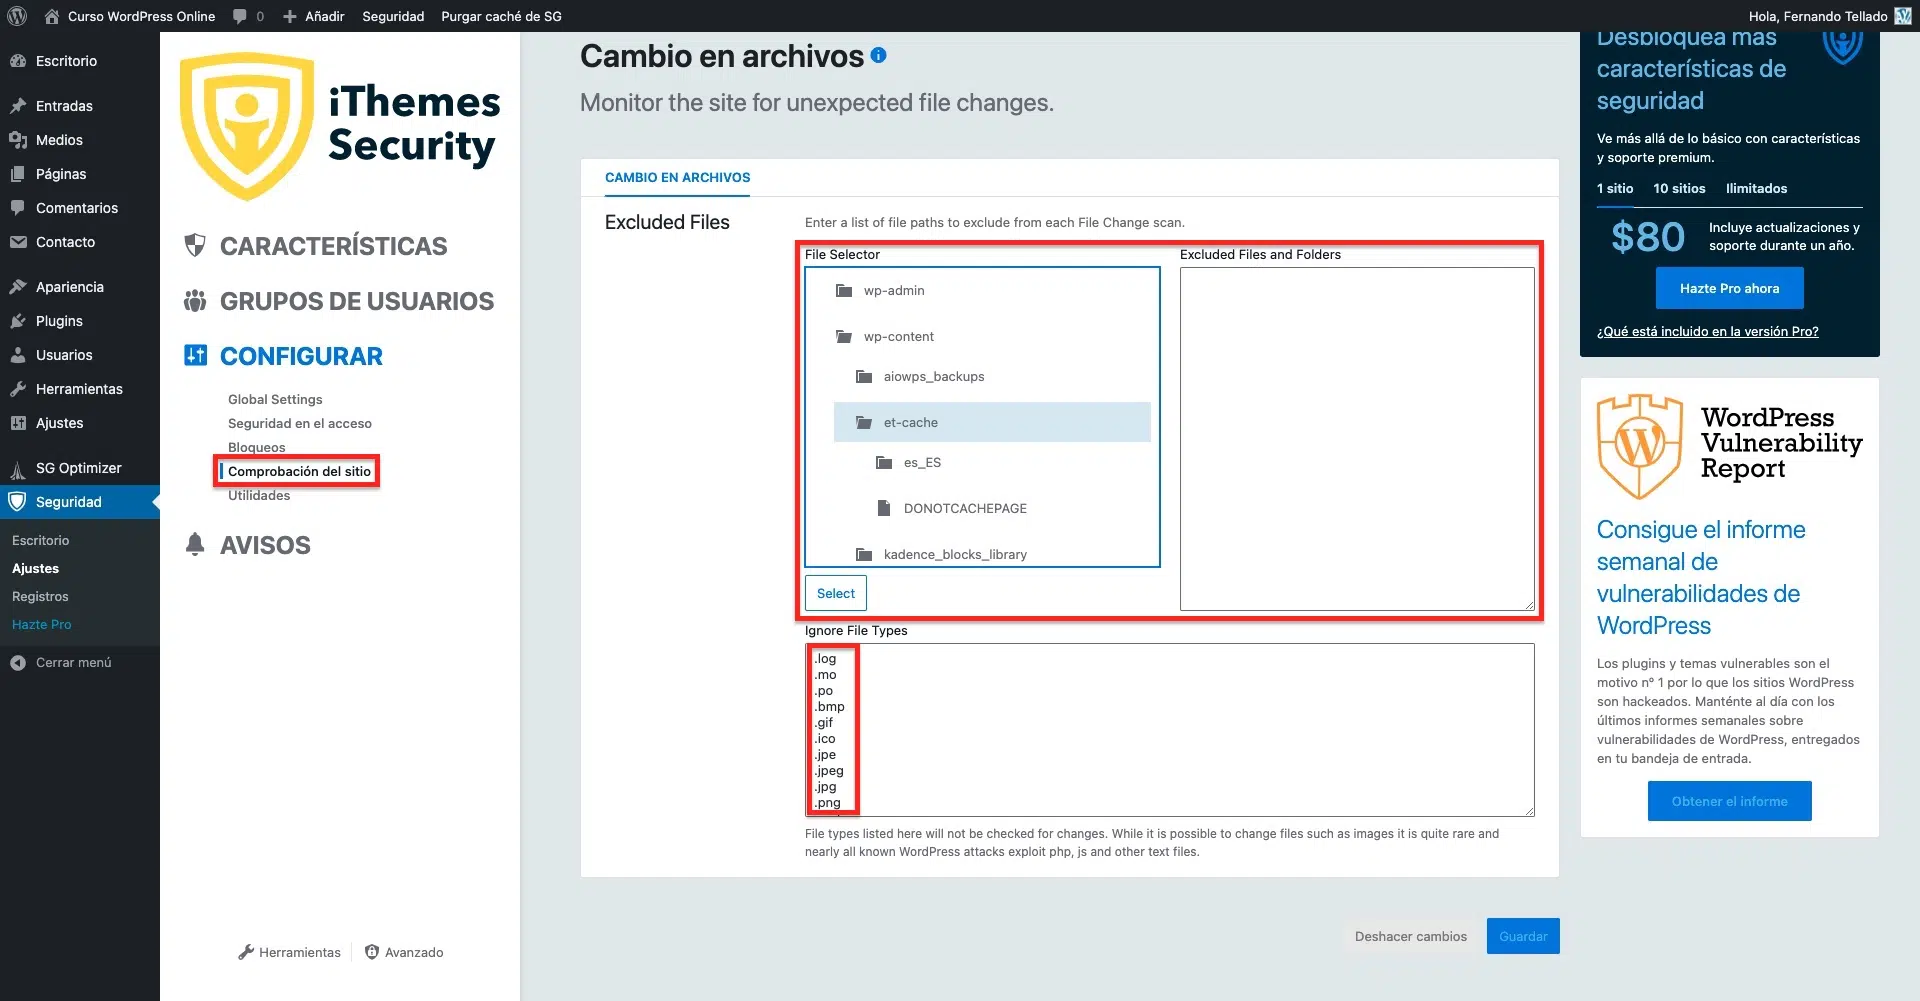 Curso WordPress Online
0
Añadir
Seguridad
Purgar caché de SG
Hola, Fernando Tellado
Escritorio
Entradas
Medios
Páginas
Comentarios
Contacto
Apariencia
Plugins
Usuarios
Herramientas
Ajustes
SG Optimizer
Seguridad
Escritorio
Ajustes
Registros
Hazte Pro
Cerrar menú
iThemes
Security
CARACTERÍSTICAS
GRUPOS DE USUARIOS
CONFIGURAR
Global Settings
Seguridad en el acceso
Bloqueos
Comprobación del sitio
Utilidades
AVISOS
Herramientas
Avanzado
Cambio en archivos
Monitor the site for unexpected file changes.
CAMBIO EN ARCHIVOS
Excluded Files
Enter a list of file paths to exclude from each File Change scan.
File Selector
wp-admin
wp-content
aiowps_backups
et-cache
es_ES
DONOTCACHEPAGE
kadence_blocks_library
Select
Excluded Files and Folders
Ignore File Types
.log
.mo
.po
.bmp
.gif
.ico
.jpe
.jpeg
.jpg
.png
File types listed here will not be checked for changes. While it is possible to change files such as images it is quite rare and
nearly all known WordPress attacks exploit php, js and other text files.
Deshacer cambios
Guardar
Desbloquea más
características de
seguridad
Ve más allá de lo básico con características
y soporte premium.
1 sitio
10 sitios
Ilimitados
$80
Incluye actualizaciones y
soporte durante un año.
Hazte Pro ahora
¿Qué está incluido en la versión Pro?
WordPress
Vulnerability
Report
Consigue el informe
semanal de
vulnerabilidades de
WordPress
Los plugins y temas vulnerables son el
motivo nº 1 por lo que los sitios WordPress
son hackeados. Manténte al día con los
últimos informes semanales sobre
vulnerabilidades de WordPress, entregados
en tu bandeja de entrada.
Obtener el informe